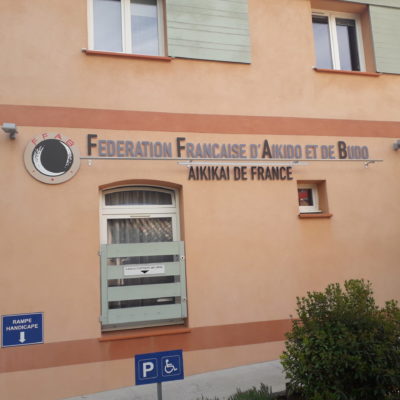 FFAB
FEDERATION FRANCAISE D'AIKIDO ET DE BUDO
AIKIKAI DE FRANCE
RAMPE
HANDICAPE
P